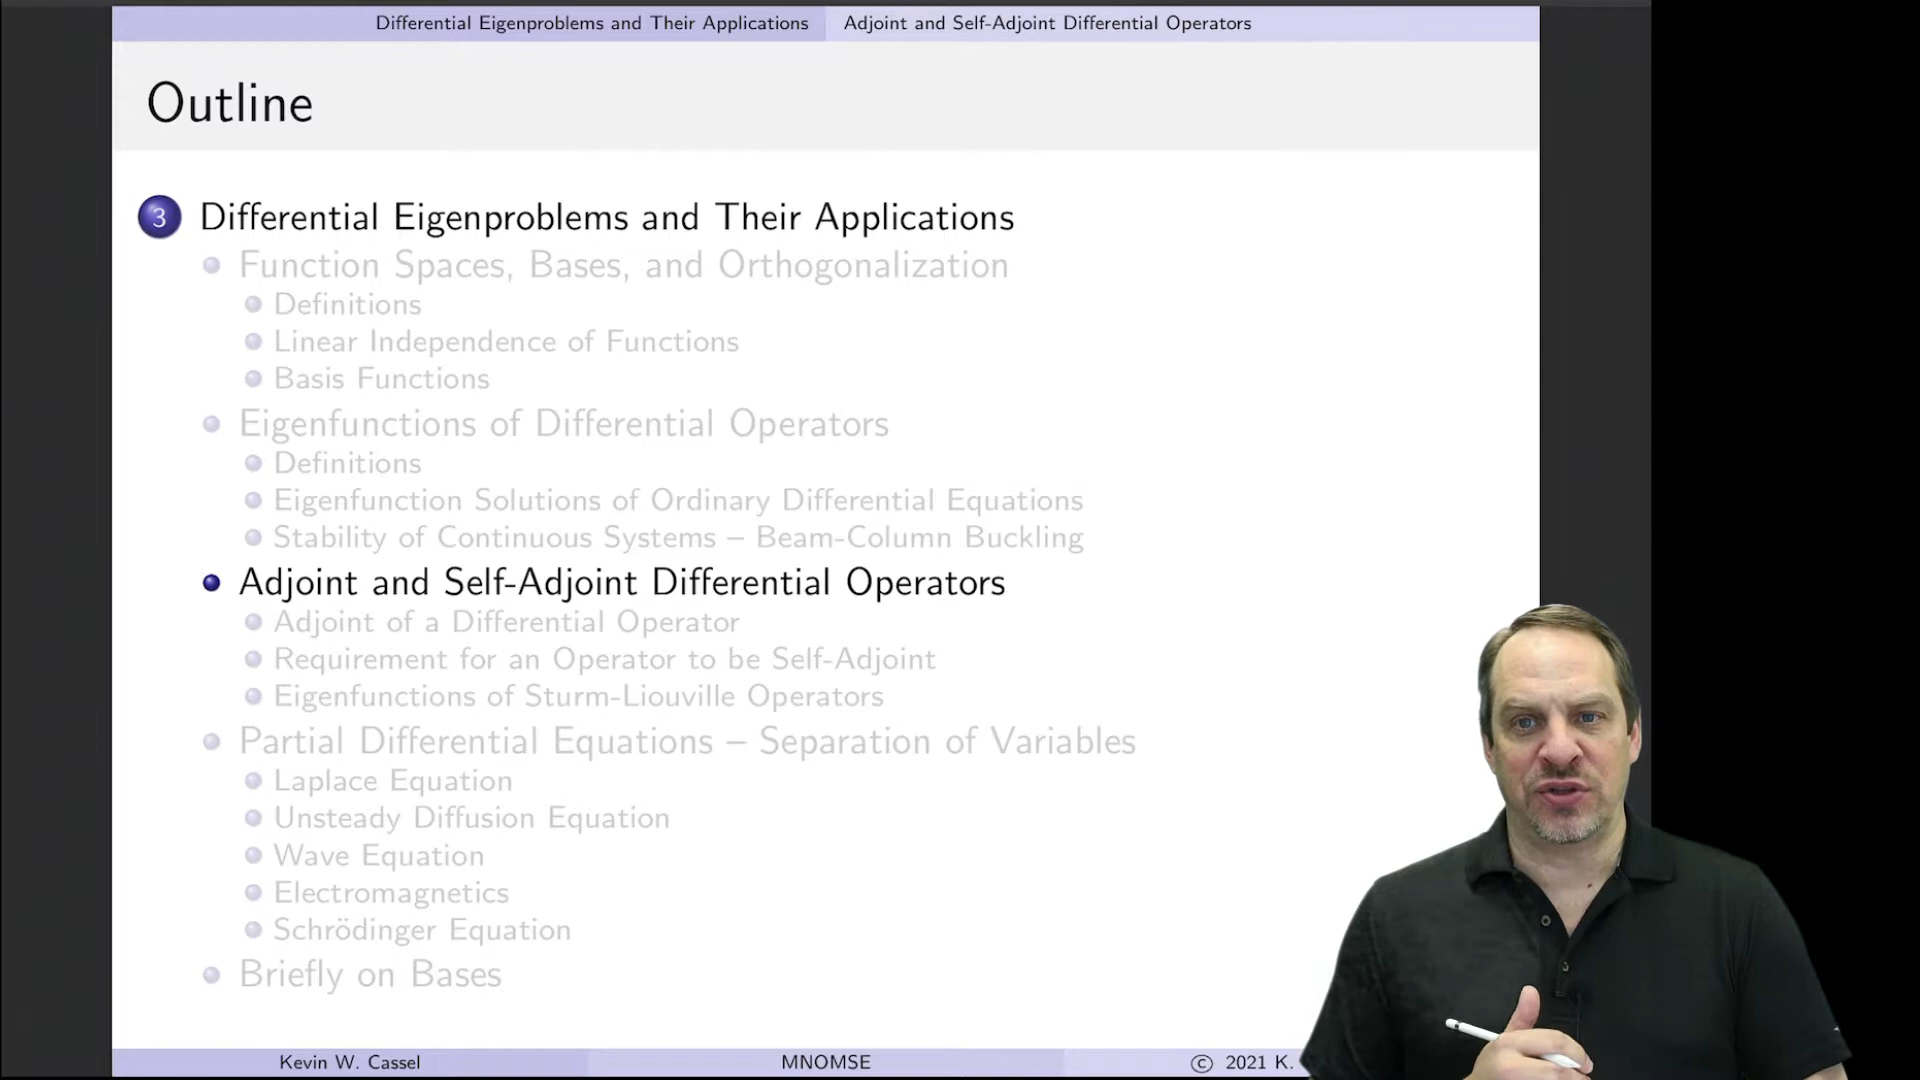 Differential Eigenproblems and Their Applications Adjoint and Self-Adjoint Differential Operators
Outline
3 Differential Eigenproblems and Their Applications
Function Spaces, Bases, and Orthogonalization
Definitions
Linear Independence of Functions
Basis Functions
Eigenfunctions of Differential Operators
Definitions
Eigenfunction Solutions of Ordinary Differential Equations
Stability of Continuous Systems – Beam-Column Buckling
Adjoint and Self-Adjoint Differential Operators
Adjoint of a Differential Operator
Requirement for an Operator to be Self-Adjoint
Eigenfunctions of Sturm-Liouville Operators
Partial Differential Equations – Separation of Variables
Laplace Equation
Unsteady Diffusion Equation
Wave Equation
Electromagnetics
Schrödinger Equation
Briefly on Bases
Kevin W. Cassel MNOMSE © 2021 K.